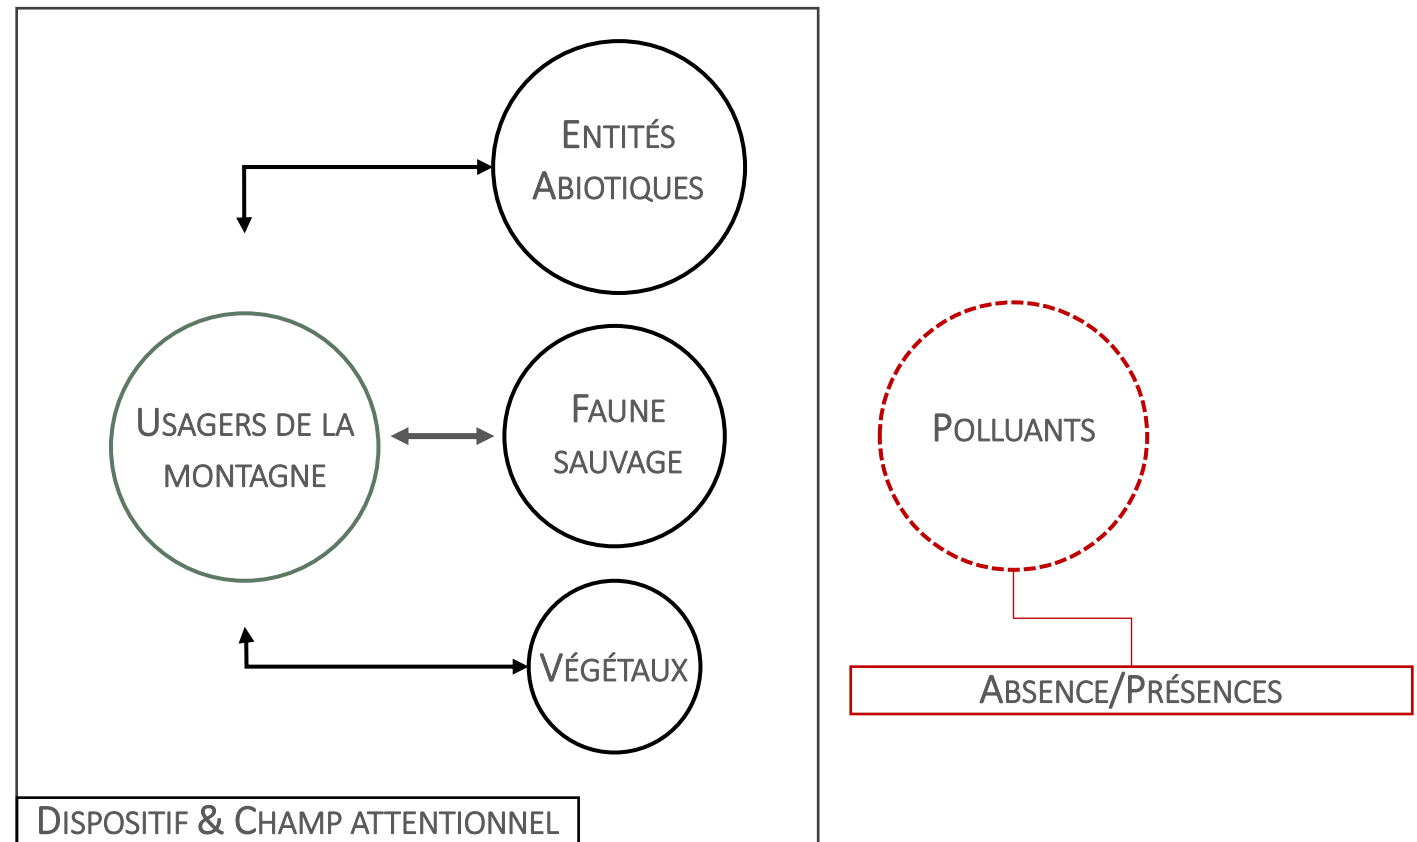 Entités
Abiotiques
Usagers de la
montagne
Faune
sauvage
Polluants
Végétaux
Absence/Présences
Dispositif & Champ attentionnel